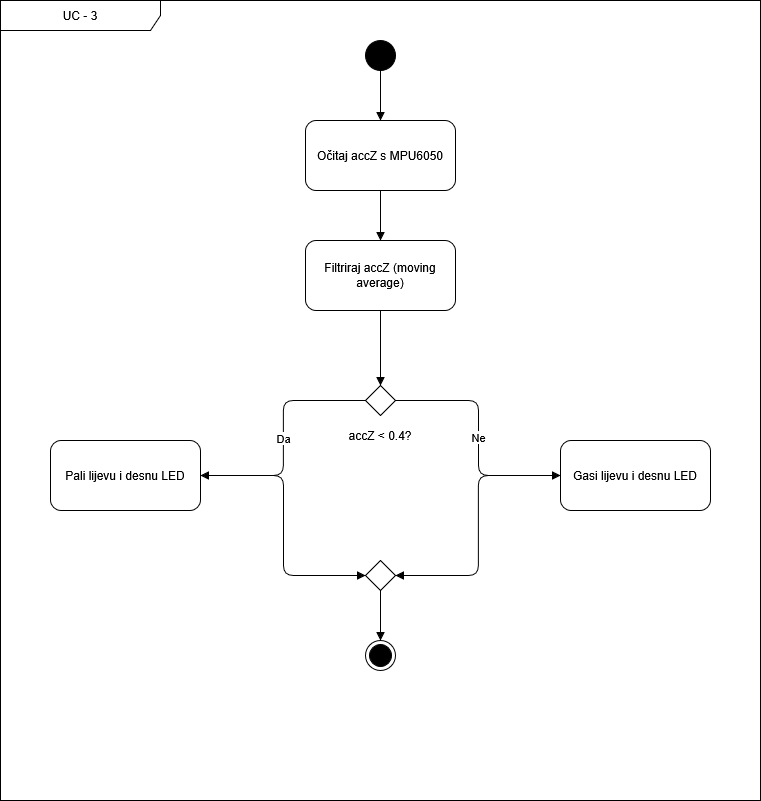 UC - 3
Očitaj accZ s MPU6050
Filtriraj accZ (moving
average)
accZ < 0.4?
Da
Ne
Pali lijevu i desnu LED
Gasi lijevu i desnu LED